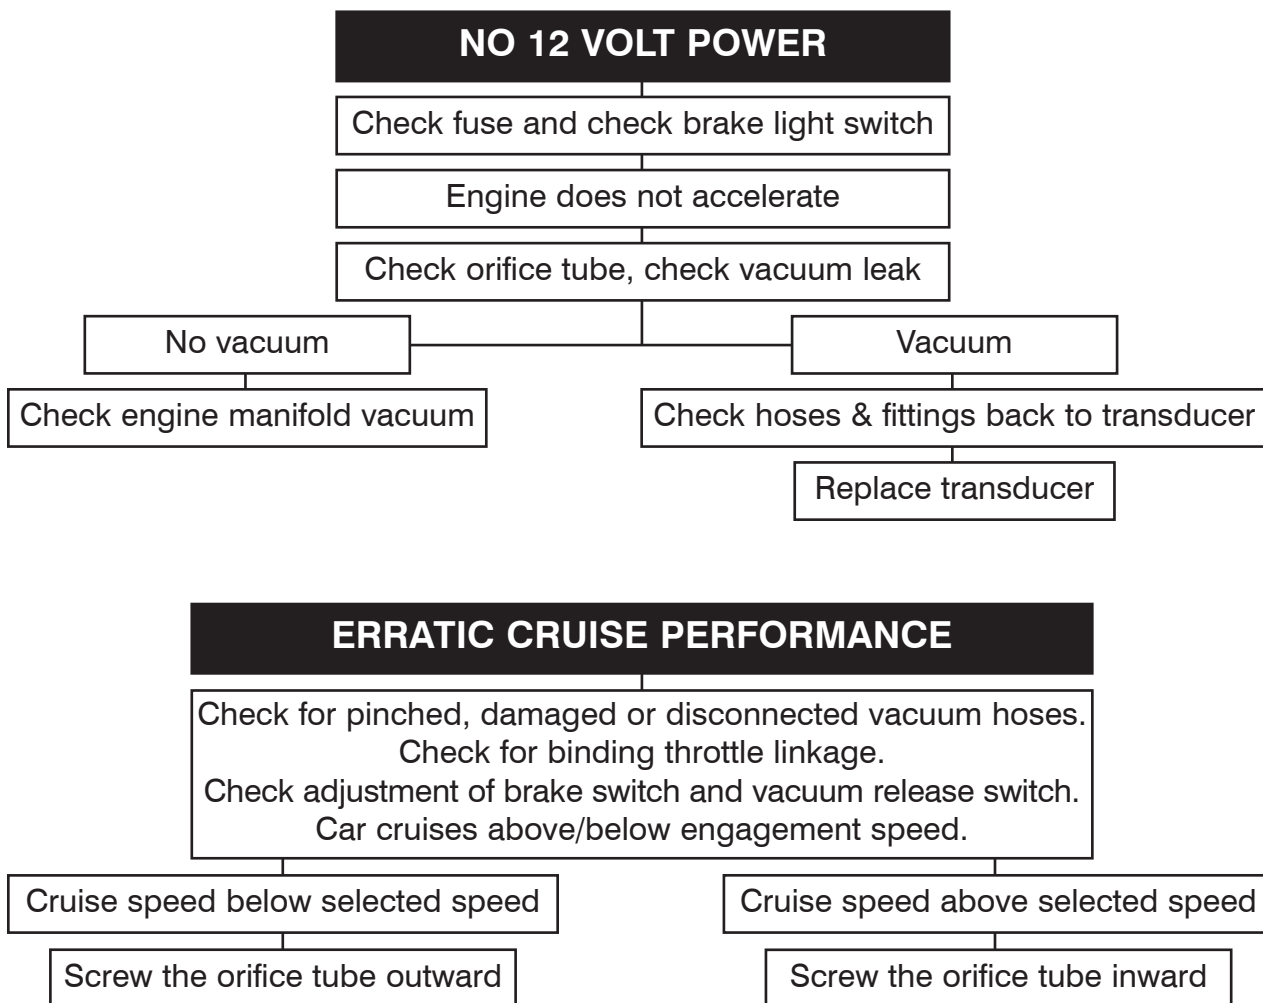 NO 12 VOLT POWER
Check fuse and check brake light switch
Engine does not accelerate
Check orifice tube, check vacuum leak
No vacuum
Vacuum
Check engine manifold vacuum
Check hoses & fittings back to transducer
Replace transducer
ERRATIC CRUISE PERFORMANCE
Check for pinched, damaged or disconnected vacuum hoses.
Check for binding throttle linkage.
Check adjustment of brake switch and vacuum release switch.
Car cruises above/below engagement speed.
Cruise speed below selected speed
Cruise speed above selected speed
Screw the orifice tube outward
Screw the orifice tube inward